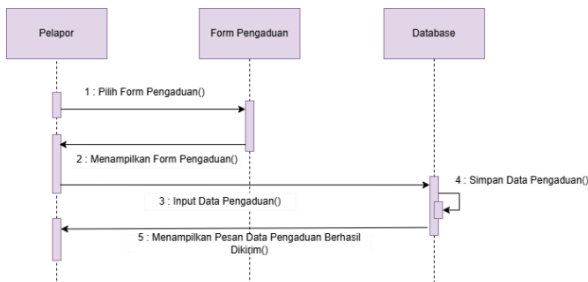 Pelapor
Form Pengaduan
Database
1 : Pilih Form Pengaduan()
2 : Menampilkan Form Pengaduan()
4 : Simpan Data Pengaduan()
3 : Input Data Pengaduan()
5 : Menampilkan Pesan Data Pengaduan Berhasil
Dikirim()